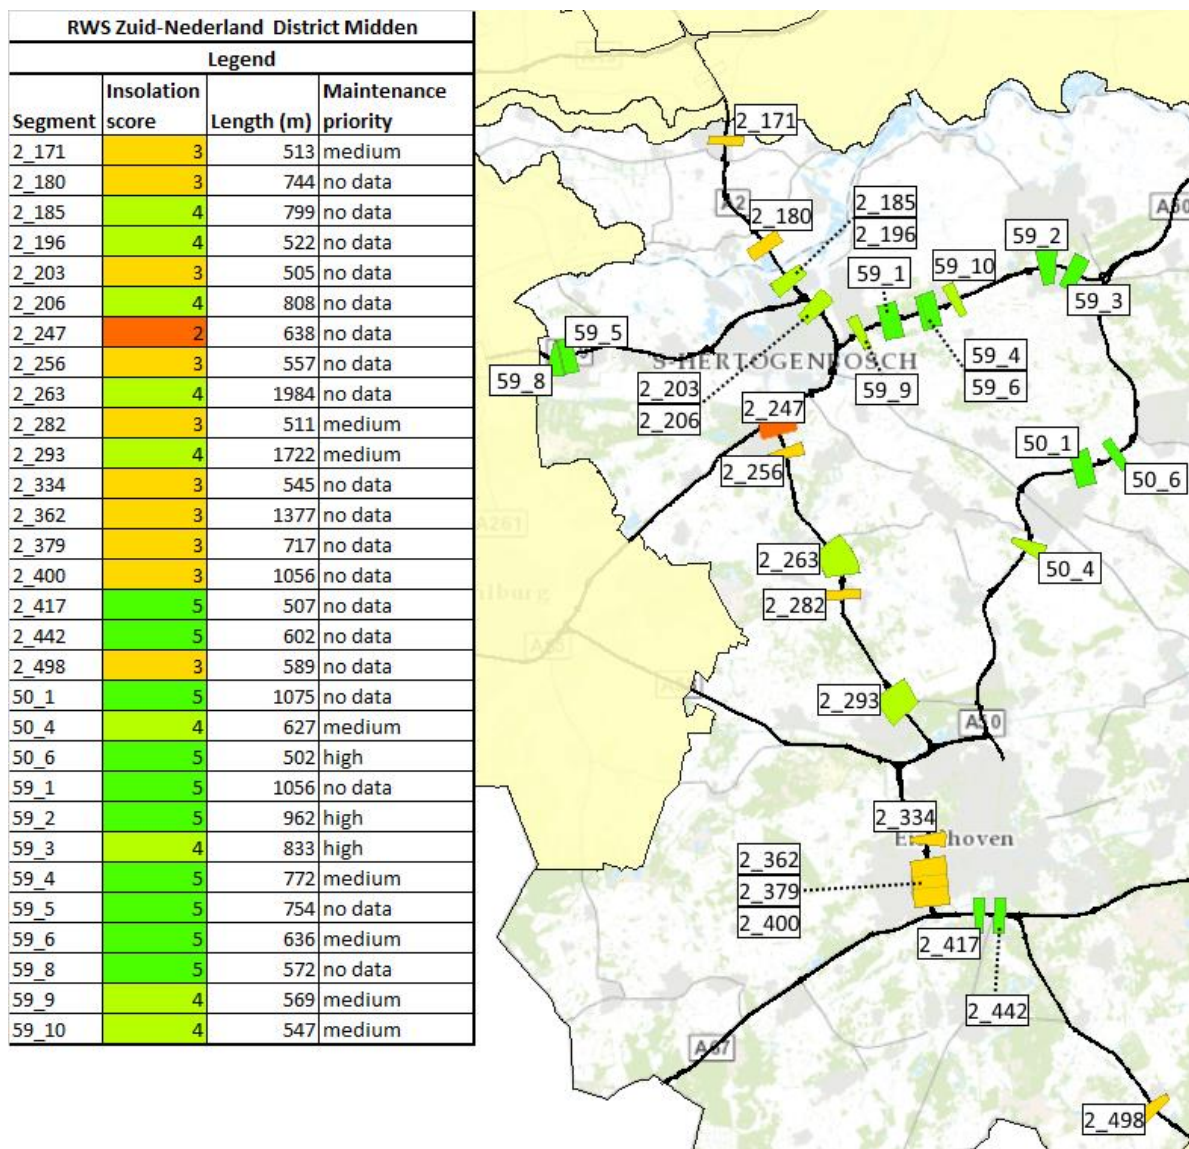 RWS Zuid-Nederland District Midden
Legend
Segment Insolation score Length (m) Maintenance priority
2_171 3 513 medium
2_180 3 744 no data
2_185 4 799 no data
2_196 4 522 no data
2_203 3 505 no data
2_206 4 808 no data
2_247 2 638 no data
2_256 3 557 no data
2_263 4 1984 no data
2_282 3 511 medium
2_293 4 1722 medium
2_334 3 545 no data
2_362 3 1377 no data
2_379 3 717 no data
2_400 3 1056 no data
2_417 5 507 no data
2_442 5 602 no data
2_498 3 589 no data
50_1 5 1075 no data
50_4 4 627 medium
50_6 5 502 high
59_1 5 1056 no data
59_2 5 962 high
59_3 4 833 high
59_4 5 772 medium
59_5 5 754 no data
59_6 5 636 medium
59_8 5 572 no data
59_9 4 569 medium
59_10 4 547 medium
2_171
A2
2_180
2_185
2_196
59_1
59_10
59_2
59_3
59_5
59_8
S-HERTOGENBOSCH
2_203
2_206
59_9
59_4
59_6
2_247
2_256
50_1
50_6
50_4
A261
2_263
2_282
2_293
A50
2_334
2_362
2_379
2_400
2_417
2_442
A67
2_498